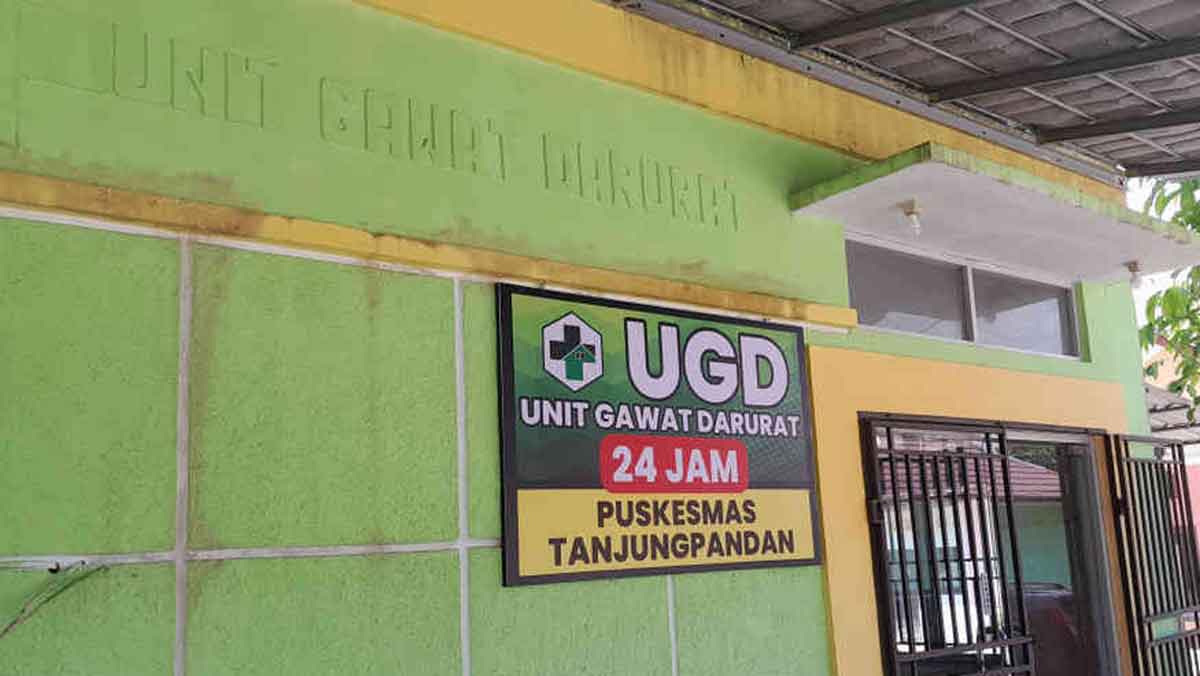 UNIT GAWAT DARURAT
UGD
UNIT GAWAT DARURAT
24 JAM
PUSKESMAS
TANJUNGPANDAN